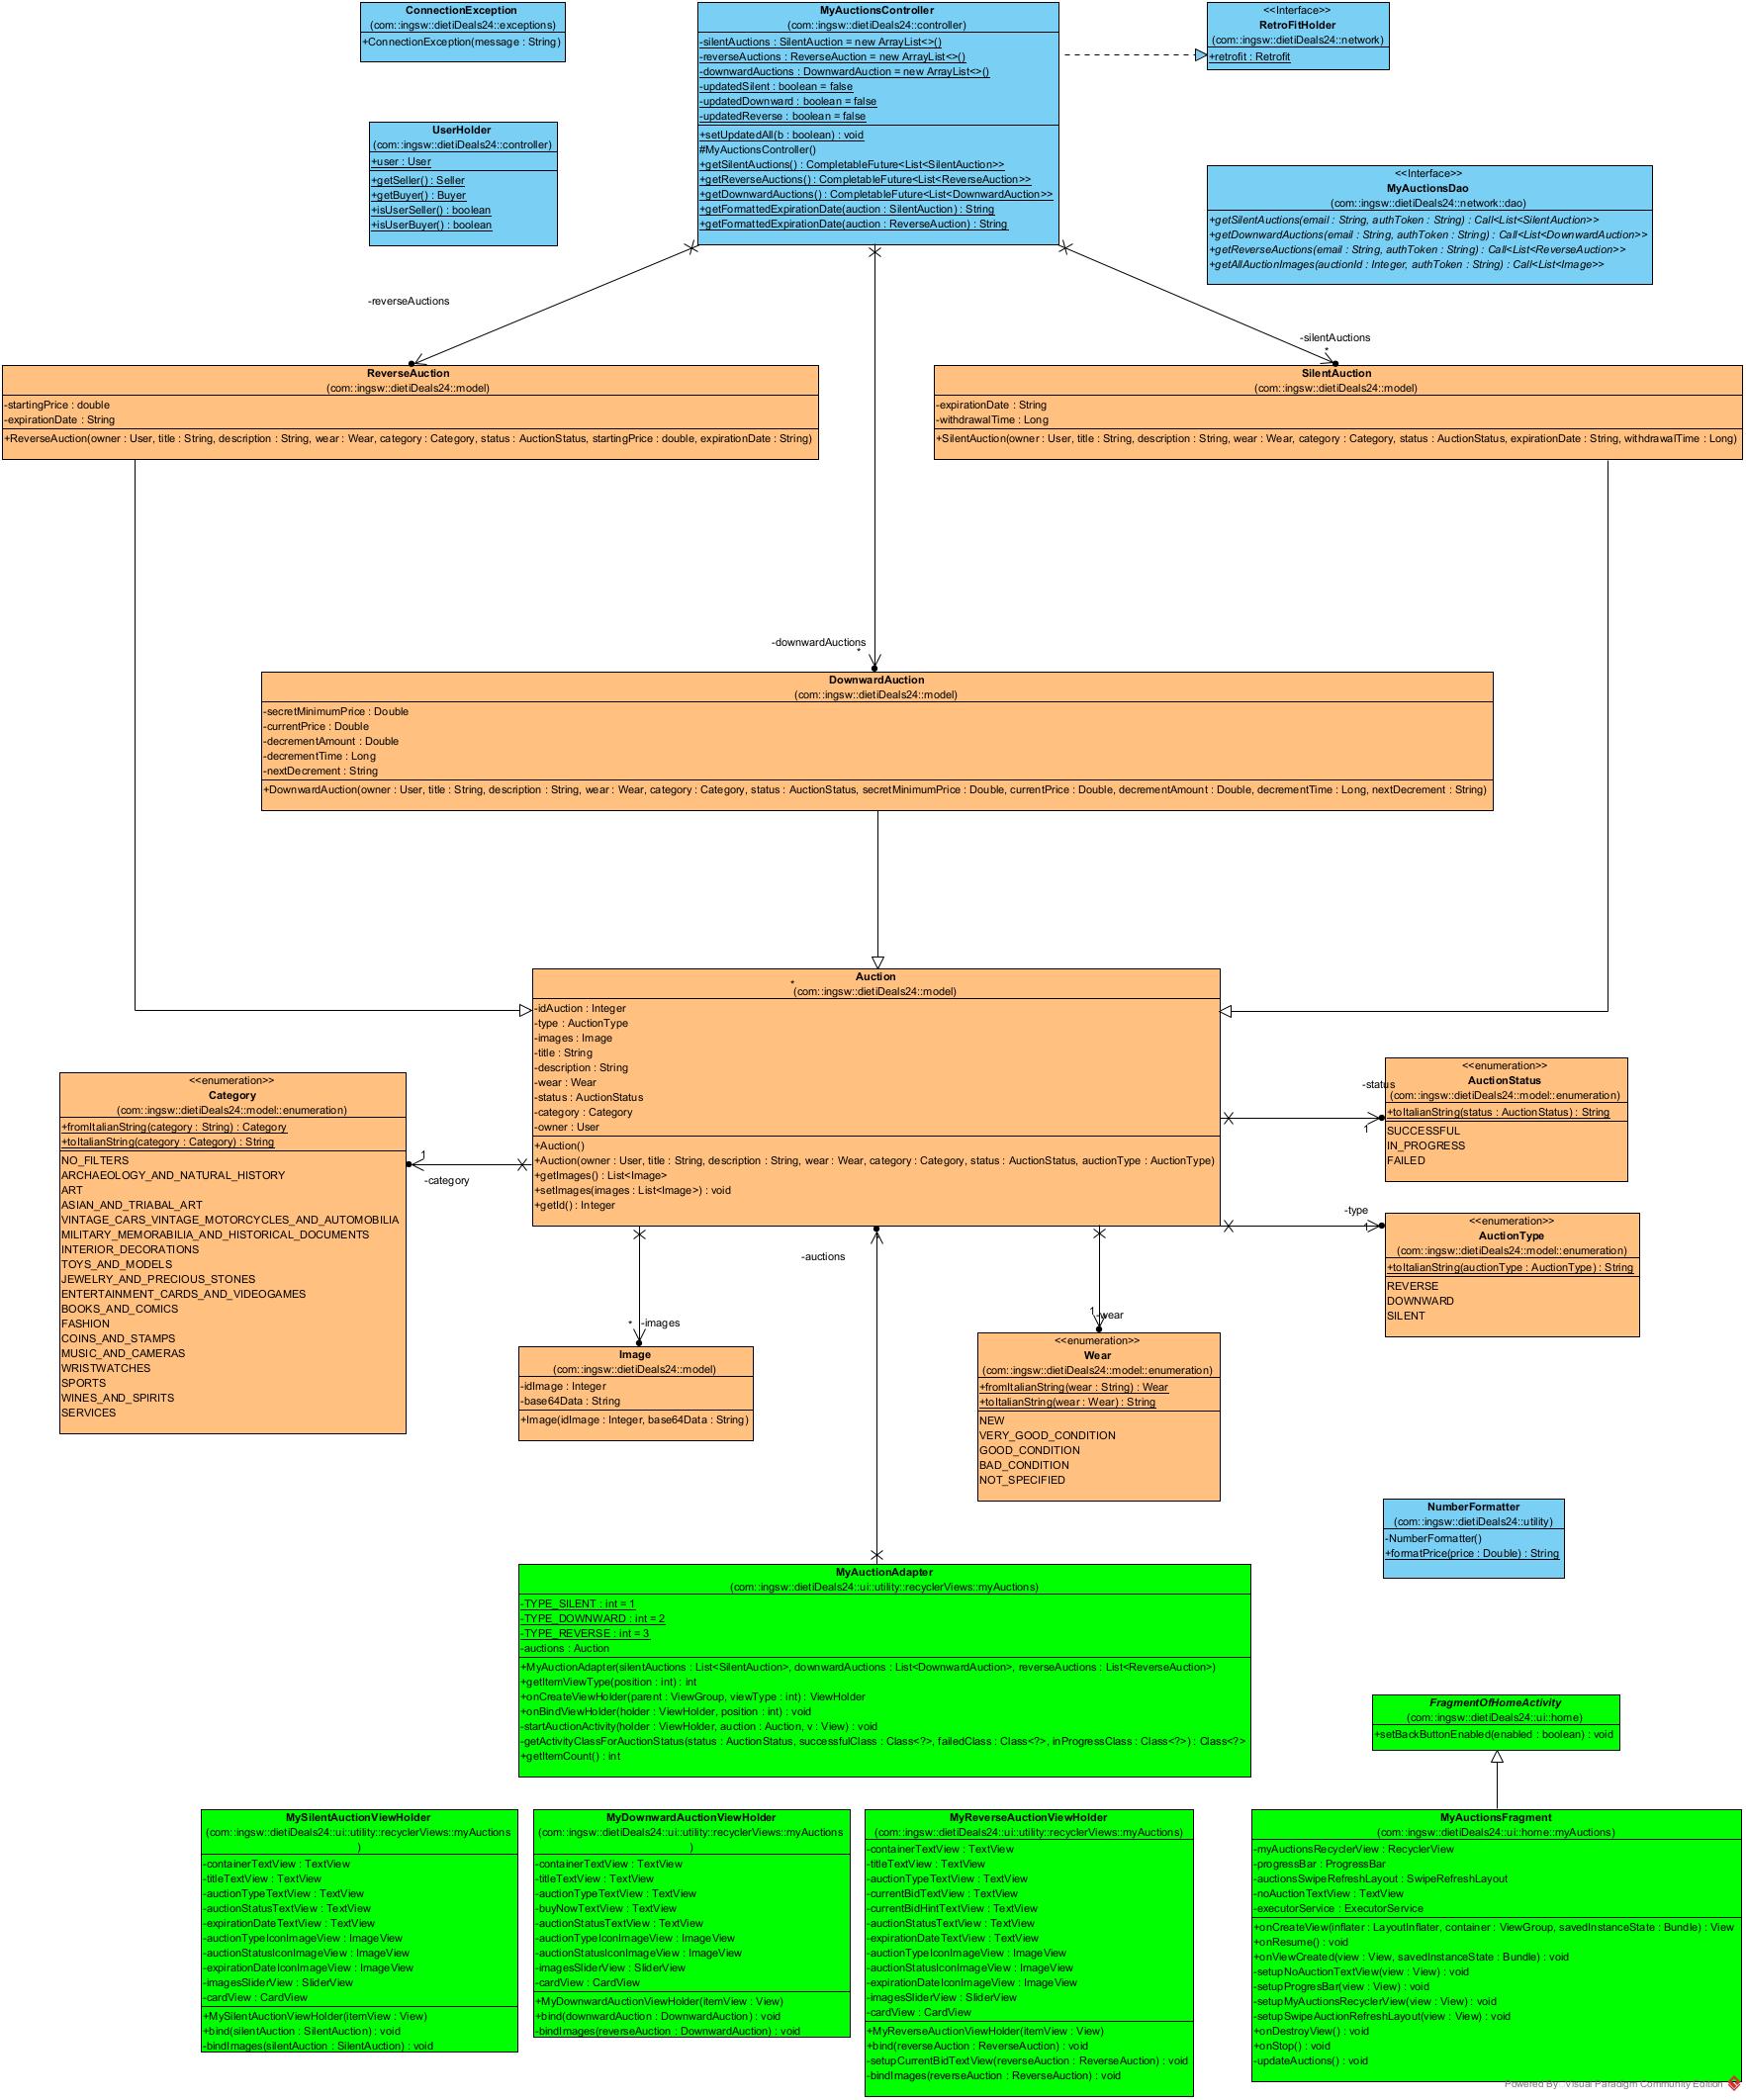 ConnectionException
(com::ingsw::dietiDeals24::exceptions)
+ConnectionException(message : String)
MyAuctionsController
(com::ingsw::dietiDeals24::controller)
-silentAuctions : SilentAuction = new ArrayList<>()
-reverseAuctions : ReverseAuction = new ArrayList<>()
-downwardAuctions : DownwardAuction = new ArrayList<>()
-updatedSilent : boolean = false
-updatedDownward : boolean = false
-updatedReverse : boolean = false
+setUpdatedAll(b : boolean) : void
#MyAuctionsController()
+getSilentAuctions() : CompletableFuture<List<SilentAuction>>
+getReverseAuctions() : CompletableFuture<List<ReverseAuction>>
+getDownwardAuctions() : CompletableFuture<List<DownwardAuction>>
+getFormattedExpirationDate(auction : SilentAuction) : String
+getFormattedExpirationDate(auction : ReverseAuction) : String
<<Interface>>
RetroFitHolder
(com::ingsw::dietiDeals24::network)
+retrofit : Retrofit
UserHolder
(com::ingsw::dietiDeals24::controller)
+user : User
+getSeller() : Seller
+getBuyer() : Buyer
+isUserSeller() : boolean
+isUserBuyer() : boolean
<<Interface>>
MyAuctionsDao
(com::ingsw::dietiDeals24::network::dao)
+getSilentAuctions(email : String, authToken : String) : Call<List<SilentAuction>>
+getDownwardAuctions(email : String, authToken : String) : Call<List<DownwardAuction>>
+getReverseAuctions(email : String, authToken : String) : Call<List<ReverseAuction>>
+getAllAuctionImages(auctionId : Integer, authToken : String) : Call<List<Image>>
-reverseAuctions
-silentAuctions
*
ReverseAuction
(com::ingsw::dietiDeals24::model)
-startingPrice : double
-expirationDate : String
+ReverseAuction(owner : User, title : String, description : String, wear : Wear, category : Category, status : AuctionStatus, startingPrice : double, expirationDate : String)
SilentAuction
(com::ingsw::dietiDeals24::model)
-expirationDate : String
-withdrawalTime : Long
+SilentAuction(owner : User, title : String, description : String, wear : Wear, category : Category, status : AuctionStatus, expirationDate : String, withdrawalTime : Long)
-downwardAuctions
*
DownwardAuction
(com::ingsw::dietiDeals24::model)
-secretMinimumPrice : Double
-currentPrice : Double
-decrementAmount : Double
-decrementTime : Long
-nextDecrement : String
+DownwardAuction(owner : User, title : String, description : String, wear : Wear, category : Category, status : AuctionStatus, secretMinimumPrice : Double, currentPrice : Double, decrementAmount : Double, decrementTime : Long, nextDecrement : String)
Auction
*
(com::ingsw::dietiDeals24::model)
-idAuction : Integer
-type : AuctionType
-images : Image
-title : String
-description : String
-wear : Wear
-status : AuctionStatus
-category : Category
-owner : User
+Auction()
+Auction(owner : User, title : String, description : String, wear : Wear, category : Category, status : AuctionStatus, auctionType : AuctionType)
+getImages() : List<Image>
+setImages(images : List<Image>) : void
+getId() : Integer
<<enumeration>>
Category
(com::ingsw::dietiDeals24::model::enumeration)
+fromItalianString(category : String) : Category
+toItalianString(category : Category) : String
NO_FILTERS
ARCHAEOLOGY_AND_NATURAL_HISTORY
ART
ASIAN_AND_TRIABAL_ART
VINTAGE_CARS_VINTAGE_MOTORCYCLES_AND_AUTOMOBILIA
MILITARY_MEMORABILIA_AND_HISTORICAL_DOCUMENTS
INTERIOR_DECORATIONS
TOYS_AND_MODELS
JEWELRY_AND_PRECIOUS_STONES
ENTERTAINMENT_CARDS_AND_VIDEOGAMES
BOOKS_AND_COMICS
FASHION
COINS_AND_STAMPS
MUSIC_AND_CAMERAS
WRISTWATCHES
SPORTS
WINES_AND_SPIRITS
SERVICES
1
-category
-status
1
<<enumeration>>
AuctionStatus
(com::ingsw::dietiDeals24::model::enumeration)
+toItalianString(status : AuctionStatus) : String
SUCCESSFUL
IN_PROGRESS
FAILED
-type
1
<<enumeration>>
AuctionType
(com::ingsw::dietiDeals24::model::enumeration)
+toItalianString(auctionType : AuctionType) : String
REVERSE
DOWNWARD
SILENT
-auctions
* -images
1 -wear
Image
(com::ingsw::dietiDeals24::model)
-idImage : Integer
-base64Data : String
+Image(idImage : Integer, base64Data : String)
<<enumeration>>
Wear
(com::ingsw::dietiDeals24::model::enumeration)
+fromItalianString(wear : String) : Wear
+toItalianString(wear : Wear) : String
NEW
VERY_GOOD_CONDITION
GOOD_CONDITION
BAD_CONDITION
NOT_SPECIFIED
NumberFormatter
(com::ingsw::dietiDeals24::utility)
-NumberFormatter()
+formatPrice(price : Double) : String
MyAuctionAdapter
(com::ingsw::dietiDeals24::ui::utility::recyclerViews::myAuctions)
-TYPE_SILENT : int = 1
-TYPE_DOWNWARD : int = 2
-TYPE_REVERSE : int = 3
-auctions : Auction
+MyAuctionAdapter(silentAuctions : List<SilentAuction>, downwardAuctions : List<DownwardAuction>, reverseAuctions : List<ReverseAuction>)
+getItemViewType(position : int) : int
+onCreateViewHolder(parent : ViewGroup, viewType : int) : ViewHolder
+onBindViewHolder(holder : ViewHolder, position : int) : void
-startAuctionActivity(holder : ViewHolder, auction : Auction, v : View) : void
-getActivityClassForAuctionStatus(status : AuctionStatus, successfulClass : Class<?>, failedClass : Class<?>, inProgressClass : Class<?>) : Class<?>
+getItemCount() : int
FragmentOfHomeActivity
(com::ingsw::dietiDeals24::ui::home)
+setBackButtonEnabled(enabled : boolean) : void
MySilentAuctionViewHolder
(com::ingsw::dietiDeals24::ui::utility::recyclerViews::myAuctions
)
-containerTextView : TextView
-titleTextView : TextView
-auctionTypeTextView : TextView
-auctionStatusTextView : TextView
-expirationDateTextView : TextView
-auctionTypeIconImageView : ImageView
-auctionStatusIconImageView : ImageView
-expirationDateIconImageView : ImageView
-imagesSliderView : SliderView
-cardView : CardView
+MySilentAuctionViewHolder(itemView : View)
+bind(silentAuction : SilentAuction) : void
-bindImages(silentAuction : SilentAuction) : void
MyDownwardAuctionViewHolder
(com::ingsw::dietiDeals24::ui::utility::recyclerViews::myAuctions
)
-containerTextView : TextView
-titleTextView : TextView
-auctionTypeTextView : TextView
-buyNowTextView : TextView
-auctionStatusTextView : TextView
-auctionTypeIconImageView : ImageView
-auctionStatusIconImageView : ImageView
-imagesSliderView : SliderView
-cardView : CardView
+MyDownwardAuctionViewHolder(itemView : View)
+bind(downwardAuction : DownwardAuction) : void
-bindImages(reverseAuction : DownwardAuction) : void
MyReverseAuctionViewHolder
(com::ingsw::dietiDeals24::ui::utility::recyclerViews::myAuctions)
-containerTextView : TextView
-titleTextView : TextView
-auctionTypeTextView : TextView
-currentBidTextView : TextView
-currentBidHintTextView : TextView
-auctionStatusTextView : TextView
-expirationDateTextView : TextView
-auctionTypeIconImageView : ImageView
-auctionStatusIconImageView : ImageView
-expirationDateIconImageView : ImageView
-imagesSliderView : SliderView
-cardView : CardView
+MyReverseAuctionViewHolder(itemView : View)
+bind(reverseAuction : ReverseAuction) : void
-setupCurrentBidTextView(reverseAuction : ReverseAuction) : void
-bindImages(reverseAuction : ReverseAuction) : void
MyAuctionsFragment
(com::ingsw::dietiDeals24::ui::home::myAuctions)
-myAuctionsRecyclerView : RecyclerView
-progressBar : ProgressBar
-auctionsSwipeRefreshLayout : SwipeRefreshLayout
-noAuctionTextView : TextView
-executorService : ExecutorService
+onCreateView(inflater : LayoutInflater, container : ViewGroup, savedInstanceState : Bundle) : View
+onResume() : void
+onViewCreated(view : View, savedInstanceState : Bundle) : void
-setupNoAuctionTextView(view : View) : void
-setupProgresBar(view : View) : void
-setupMyAuctionsRecyclerView(view : View) : void
-setupSwipeAuctionRefreshLayout(view : View) : void
+onDestroyView() : void
+onStop() : void
-updateAuctions() : void
Powered By Visual Paradigm Community Edition